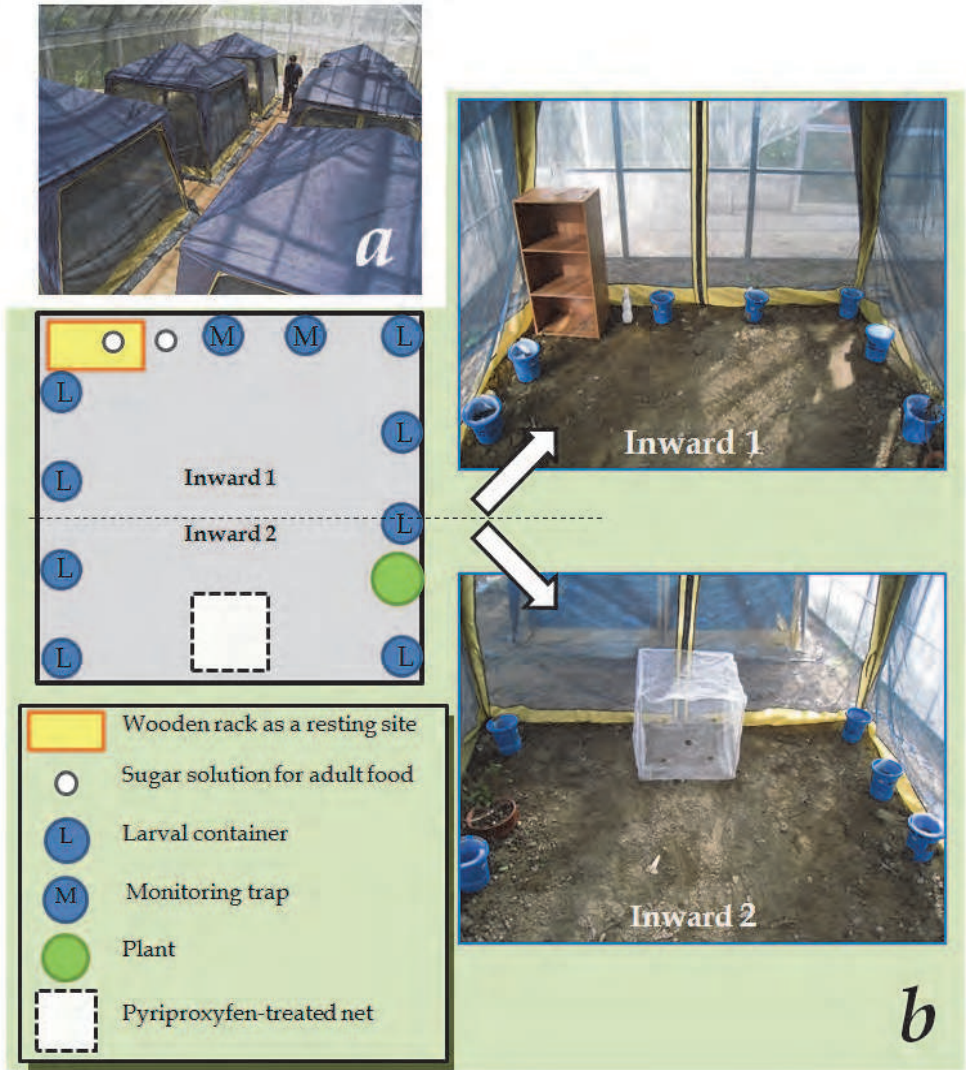 a
M M L
L
L
Inward 1
L
L
Inward 2
L
L
L
Inward 1
Inward 2
Wooden rack as a resting site
Sugar solution for adult food
L Larval container
M Monitoring trap
Plant
Pyriproxyfen-treated net
b